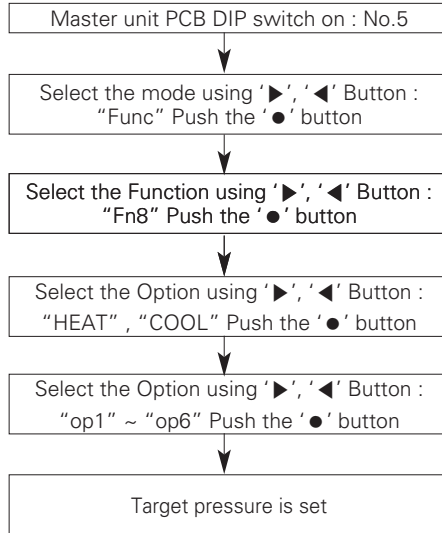 Master unit PCB DIP switch on : No.5
Select the mode using ‘▶’, ‘◀’ Button :
“Func” Push the ‘●’ button
Select the Function using ‘▶’, ‘◀’ Button :
“Fn8” Push the ‘●’ button
Select the Option using ‘▶’, ‘◀’ Button :
“HEAT” , “COOL” Push the ‘●’ button
Select the Option using ‘▶’, ‘◀’ Button :
“op1” ~ “op6” Push the ‘●’ button
Target pressure is set